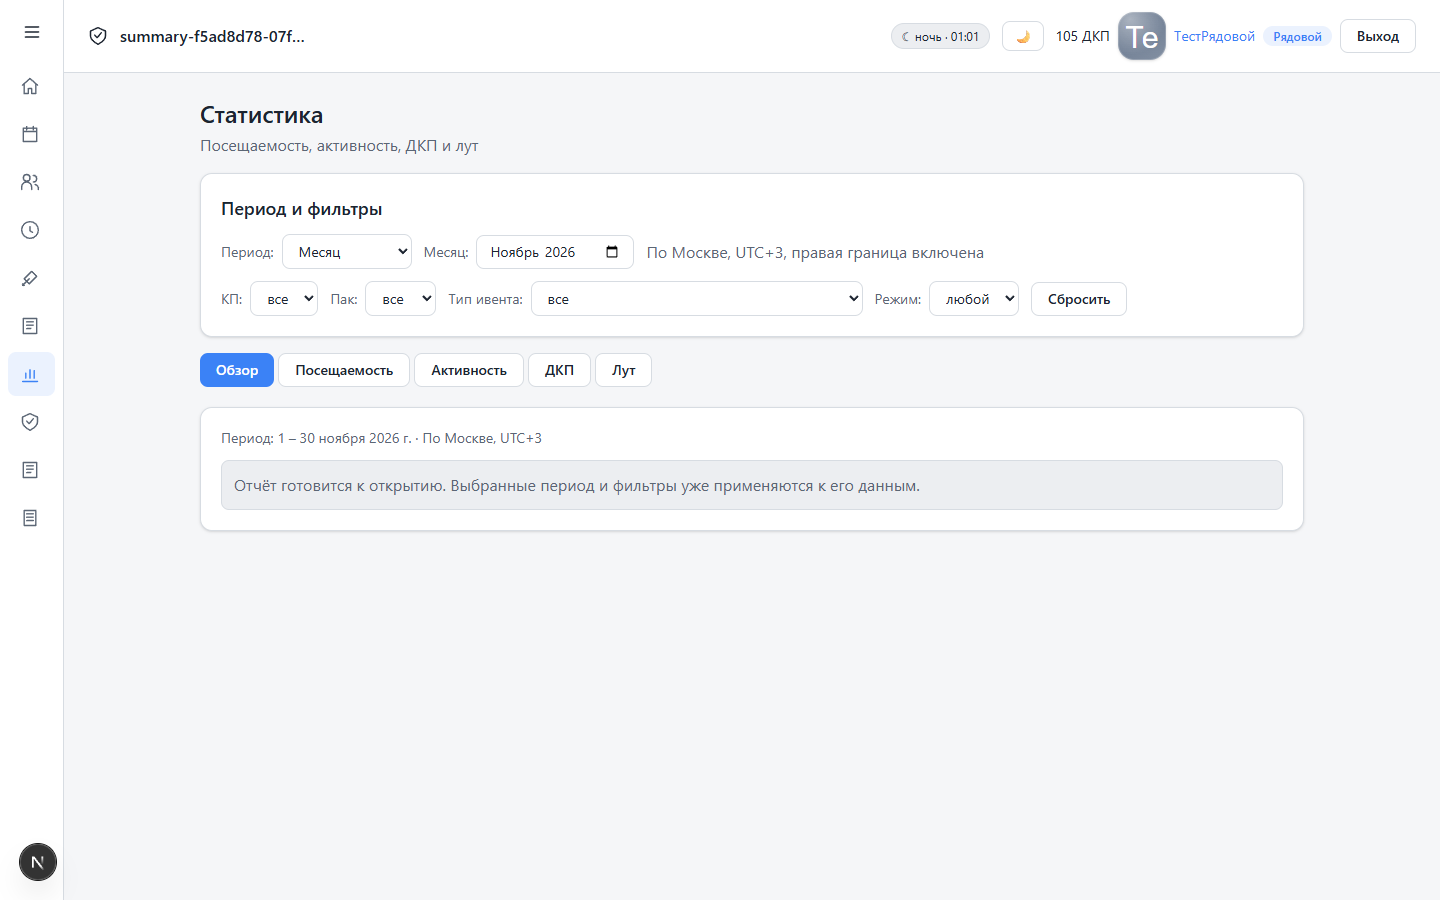 summary-f5ad8d78-07f...
ночь · 01:01
105 ДКП
Te
ТестРядовой
Рядовой
Выход
Статистика
Посещаемость, активность, ДКП и лут
Период и фильтры
Период: Месяц Месяц: Ноябрь 2026 По Москве, UTC+3, правая граница включена
КП: все Пак: все Тип ивента: все Режим: любой Сбросить
Обзор Посещаемость Активность ДКП Лут
Период: 1 – 30 ноября 2026 г. · По Москве, UTC+3
Отчёт готовится к открытию. Выбранные период и фильтры уже применяются к его данным.
N